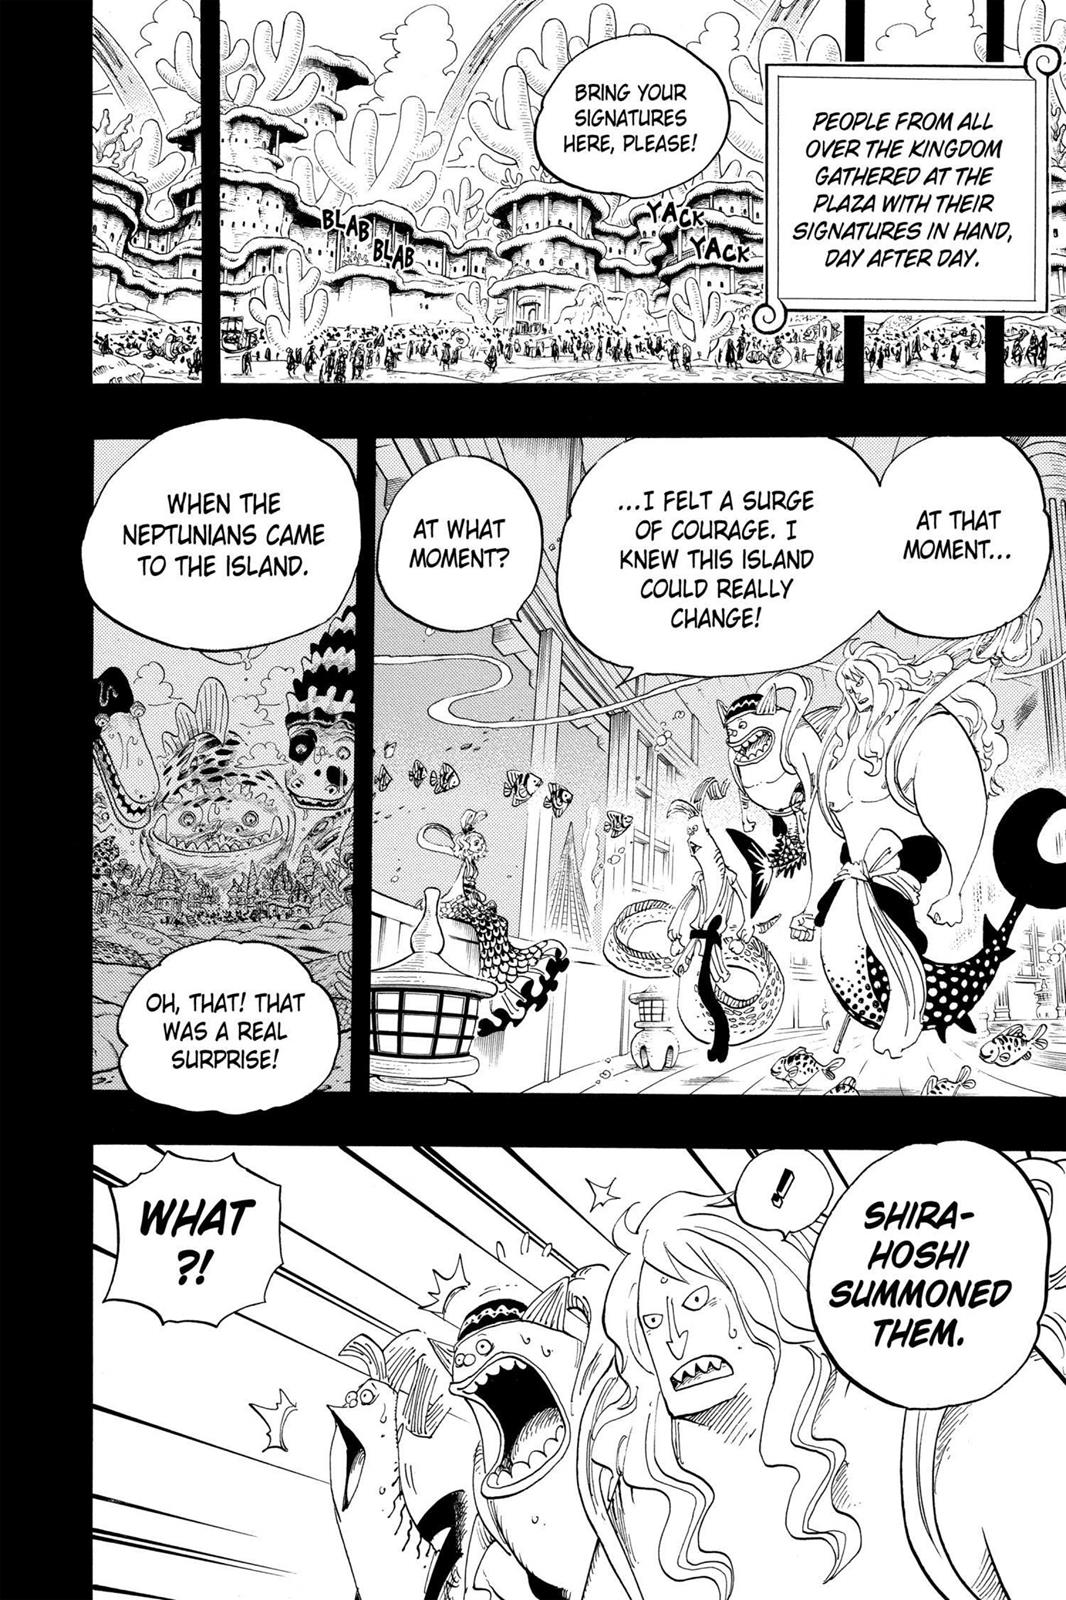 PEOPLE FROM ALL
OVER THE KINGDOM
GATHERED AT THE
PLAZA WITH THEIR
SIGNATURES IN HAND,
DAY AFTER DAY.
BRING YOUR
SIGNATURES
HERE, PLEASE!
YACK
YACK
BLAB
BLAB
AT THAT
MOMENT...
...I FELT A SURGE
OF COURAGE. I
KNEW THIS ISLAND
COULD REALLY
CHANGE!
AT WHAT
MOMENT?
WHEN THE
NEPTUNIANS CAME
TO THE ISLAND.
OH, THAT! THAT
WAS A REAL
SURPRISE!
SHIRA-
HOSHI
SUMMONED
THEM.
!
WHAT
?!